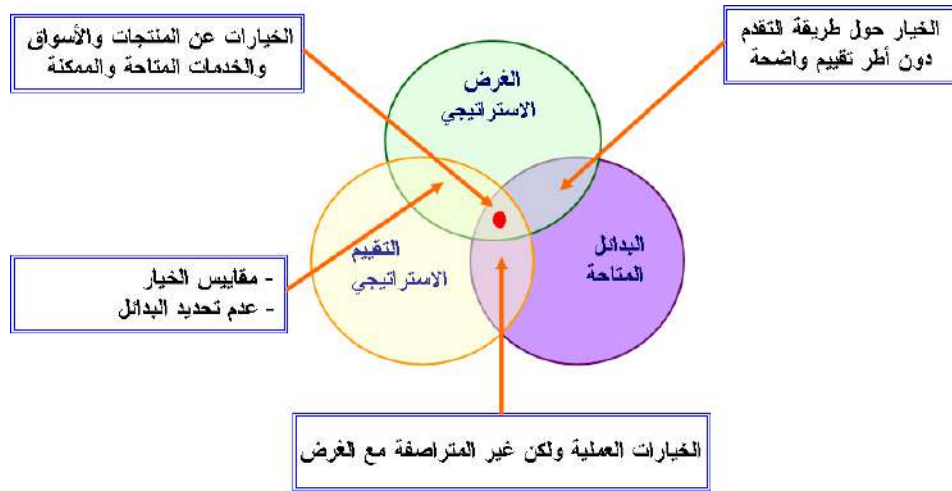 الخيارات عن المنتجات والأسواق
والخدمات المتاحة والممكنة
الخيار حول طريقة التقدم
دون أطر تقييم واضحة
الغرض
الاستراتيجي
التقييم
الاستراتيجي
البدائل
المتاحة
- مقاييس الخيار
- عدم تحديد البدائل
الخيارات العملية ولكن غير المتراصفة مع الغرض